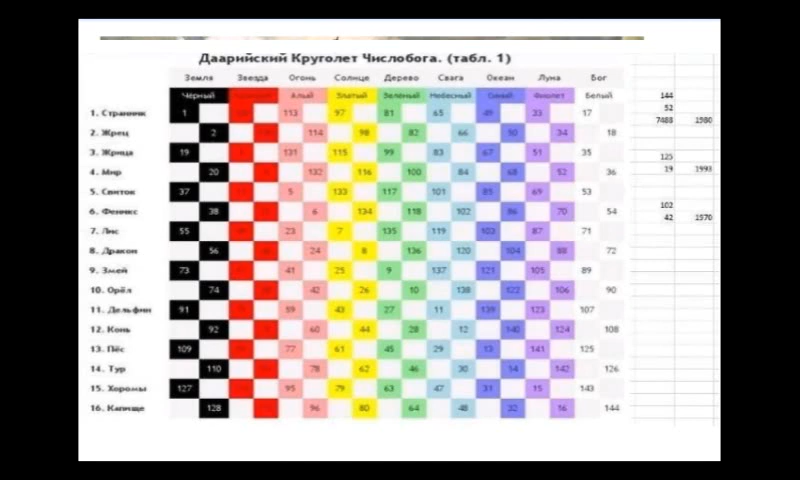 Даарийский Круголет Числобога. (табл. 1)
Земля Звезда Огонь Солнце Дерево Свага Океан Луна Бог
Чёрный Алый Златый Зелёный Небесный Фиолет Белый
1. Странник 1 113 97 81 65 49 33 17
2. Жрец 2 114 98 82 66 50 34 18
3. Жрица 19 131 115 99 83 67 51 35
4. Мир 20 132 116 100 84 68 52 36
5. Свиток 37 5 133 117 101 85 69 53
6. Феникс 38 6 134 118 102 86 70 54
7. Лис 55 23 7 135 119 103 87 71
8. Дракон 56 24 8 136 120 104 88 72
9. Змей 73 41 25 9 137 121 105 89
10. Орёл 74 42 26 10 138 122 106 90
11. Дельфин 91 59 43 27 11 139 123 107
12. Конь 92 60 44 28 12 140 124 108
13. Пёс 109 77 61 45 29 13 141 125
14. Тур 110 78 62 46 30 14 142 126
15. Хоромы 127 95 79 63 47 31 15 143
16. Капище 128 96 80 64 48 32 16 144
144
52
7488 1980
125
19 1993
102
42 1970